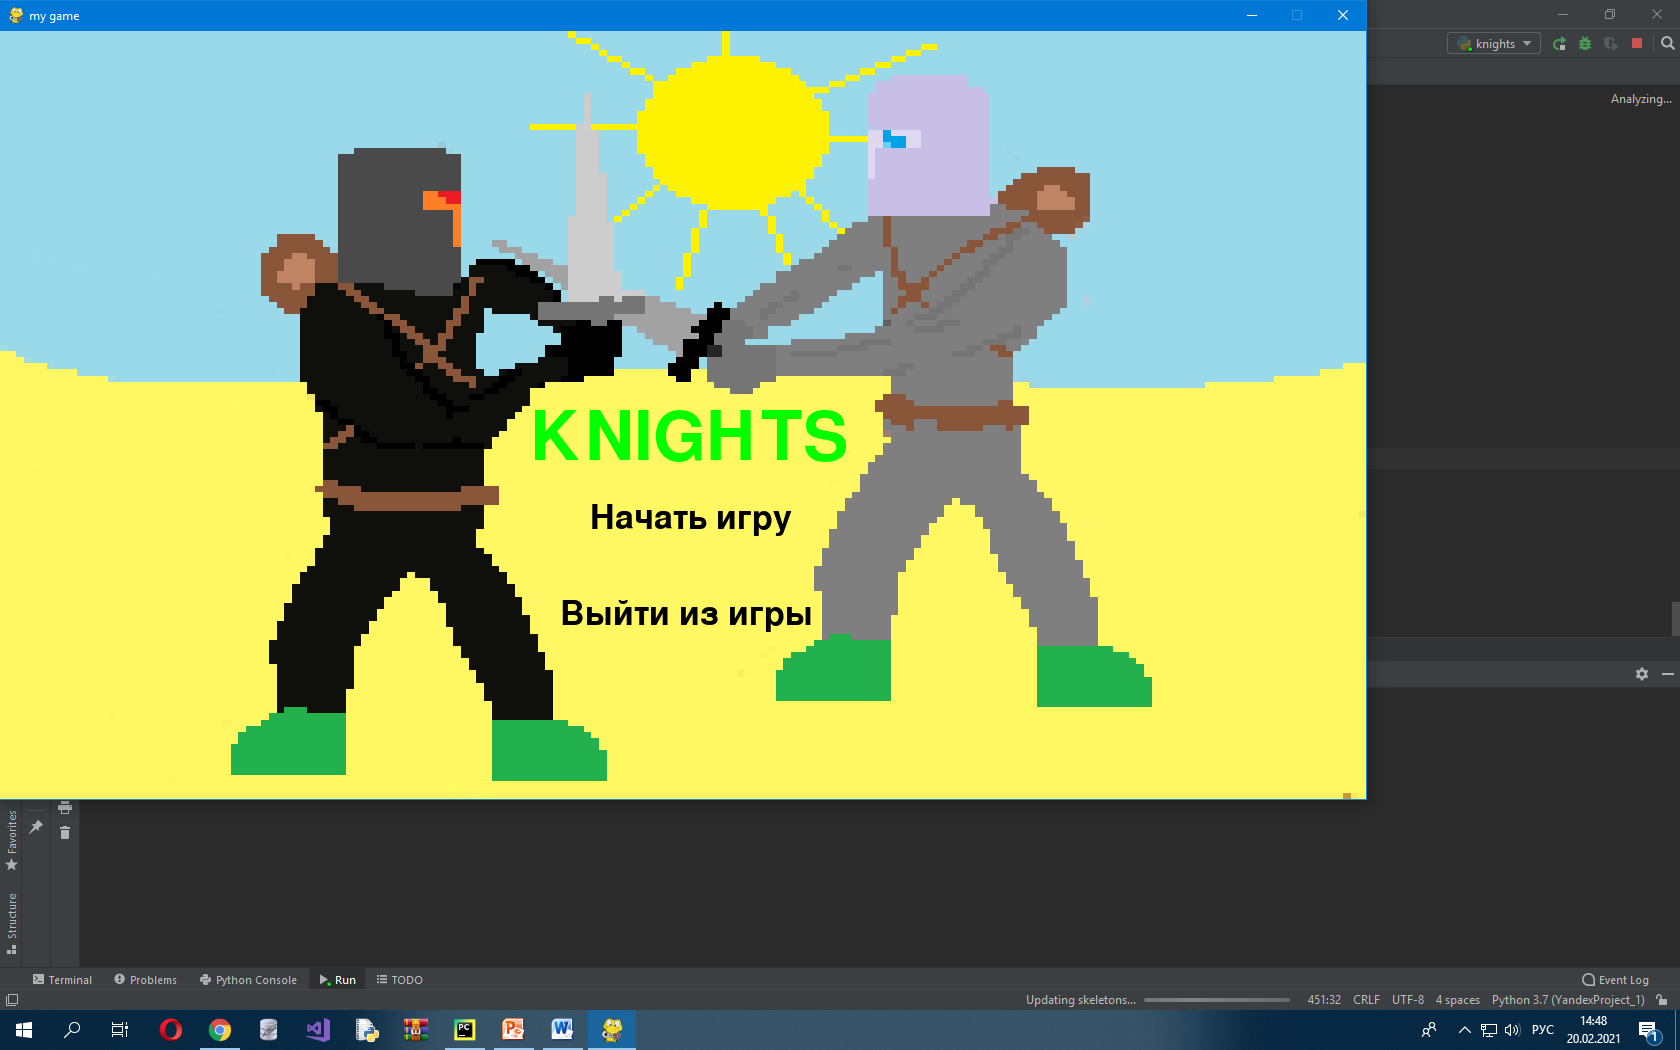 my game
knights
Analyzing...
KNIGHTS
Начать игру
Выйти из игры
Favorites
Structure
Terminal
Problems
Python Console
Run
TODO
Event Log
Updating skeletons...
451:32
CRLF
UTF-8
4 spaces
Python 3.7 (YandexProject_1)
PC
P
W
РУС
14:48
20.02.2021
1